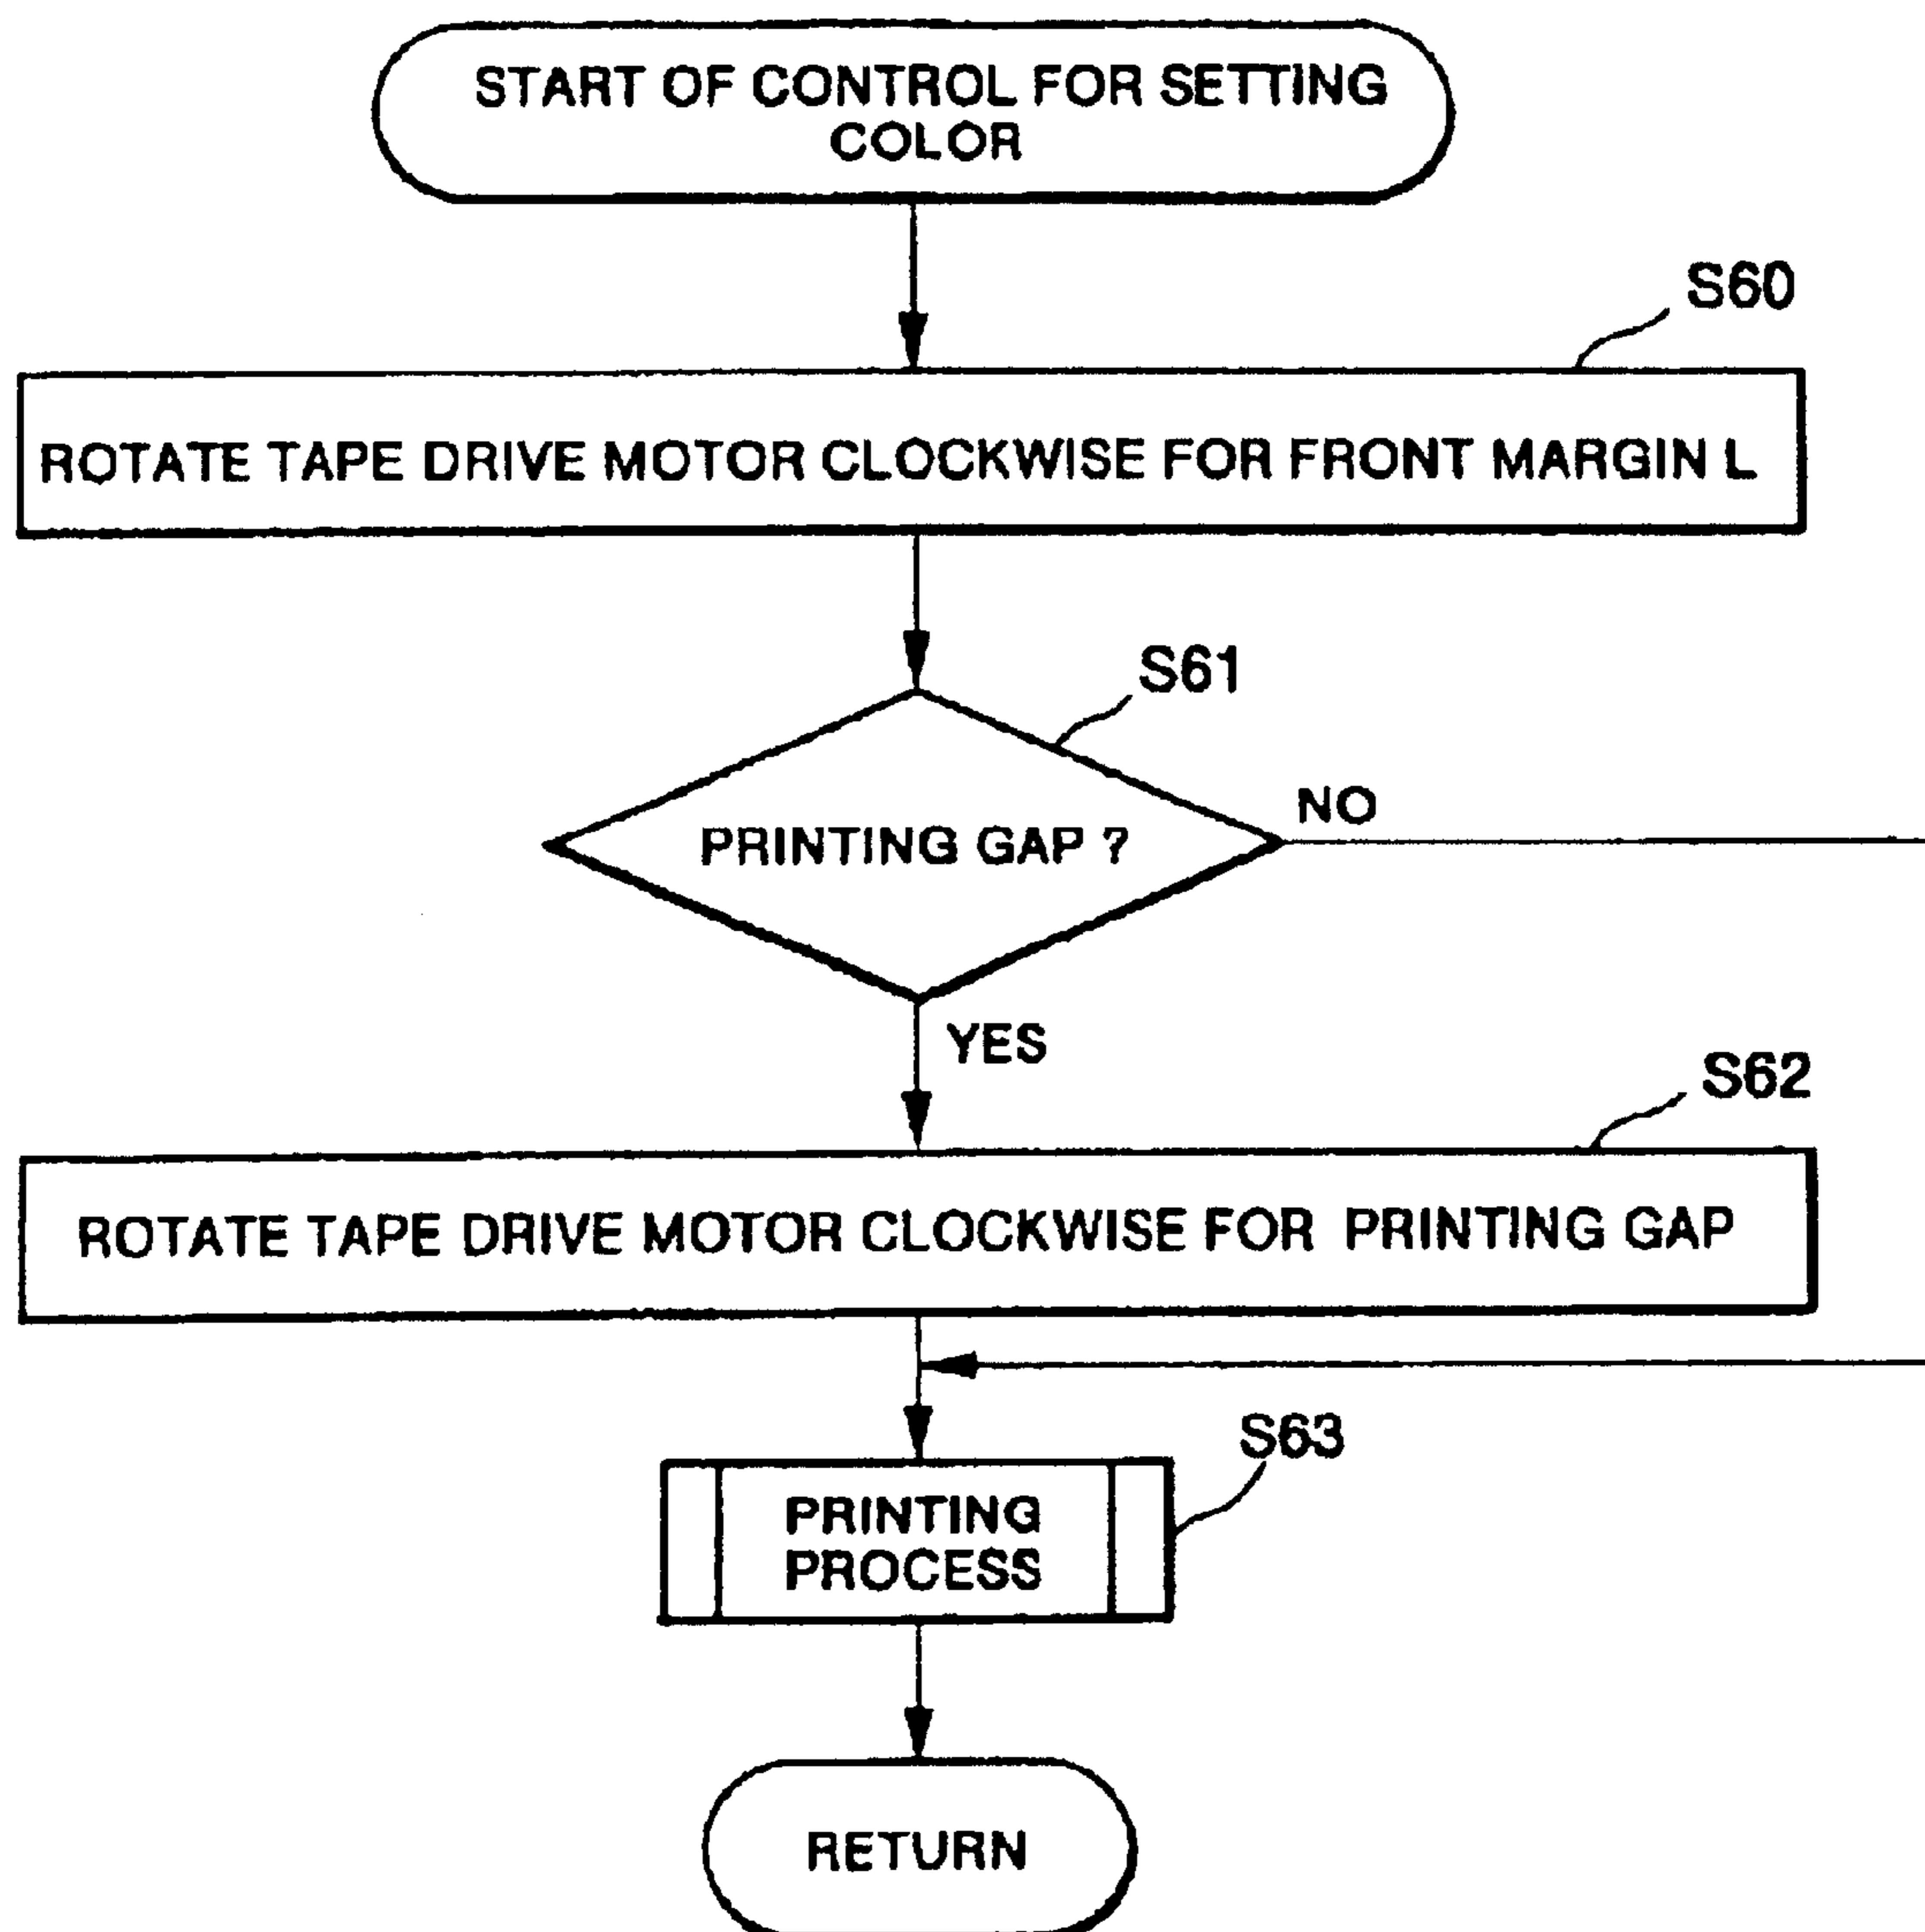 START OF CONTROL FOR SETTING
COLOR
S60
ROTATE TAPE DRIVE MOTOR CLOCKWISE FOR FRONT MARGIN L
S61
PRINTING GAP ?
NO
YES
S62
ROTATE TAPE DRIVE MOTOR CLOCKWISE FOR PRINTING GAP
S63
PRINTING
PROCESS
RETURN